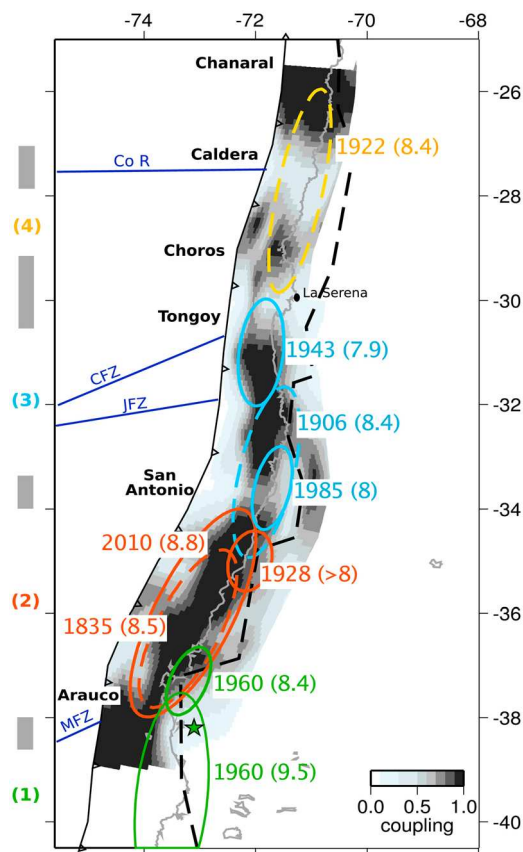 -74 -72 -70 -68
Chanaral
-26
1922 (8.4)
Caldera
Co R
-28
(4)
Choros
La Serena
-30
Tongoy
CFZ
1943 (7.9)
JFZ
(3)
-32
1906 (8.4)
San
Antonio
1985 (8)
-34
2010 (8.8)
1928 (>8)
(2)
1835 (8.5)
-36
Arauco
1960 (8.4)
MFZ
-38
1960 (9.5)
(1)
0.0 0.5 1.0
coupling
-40